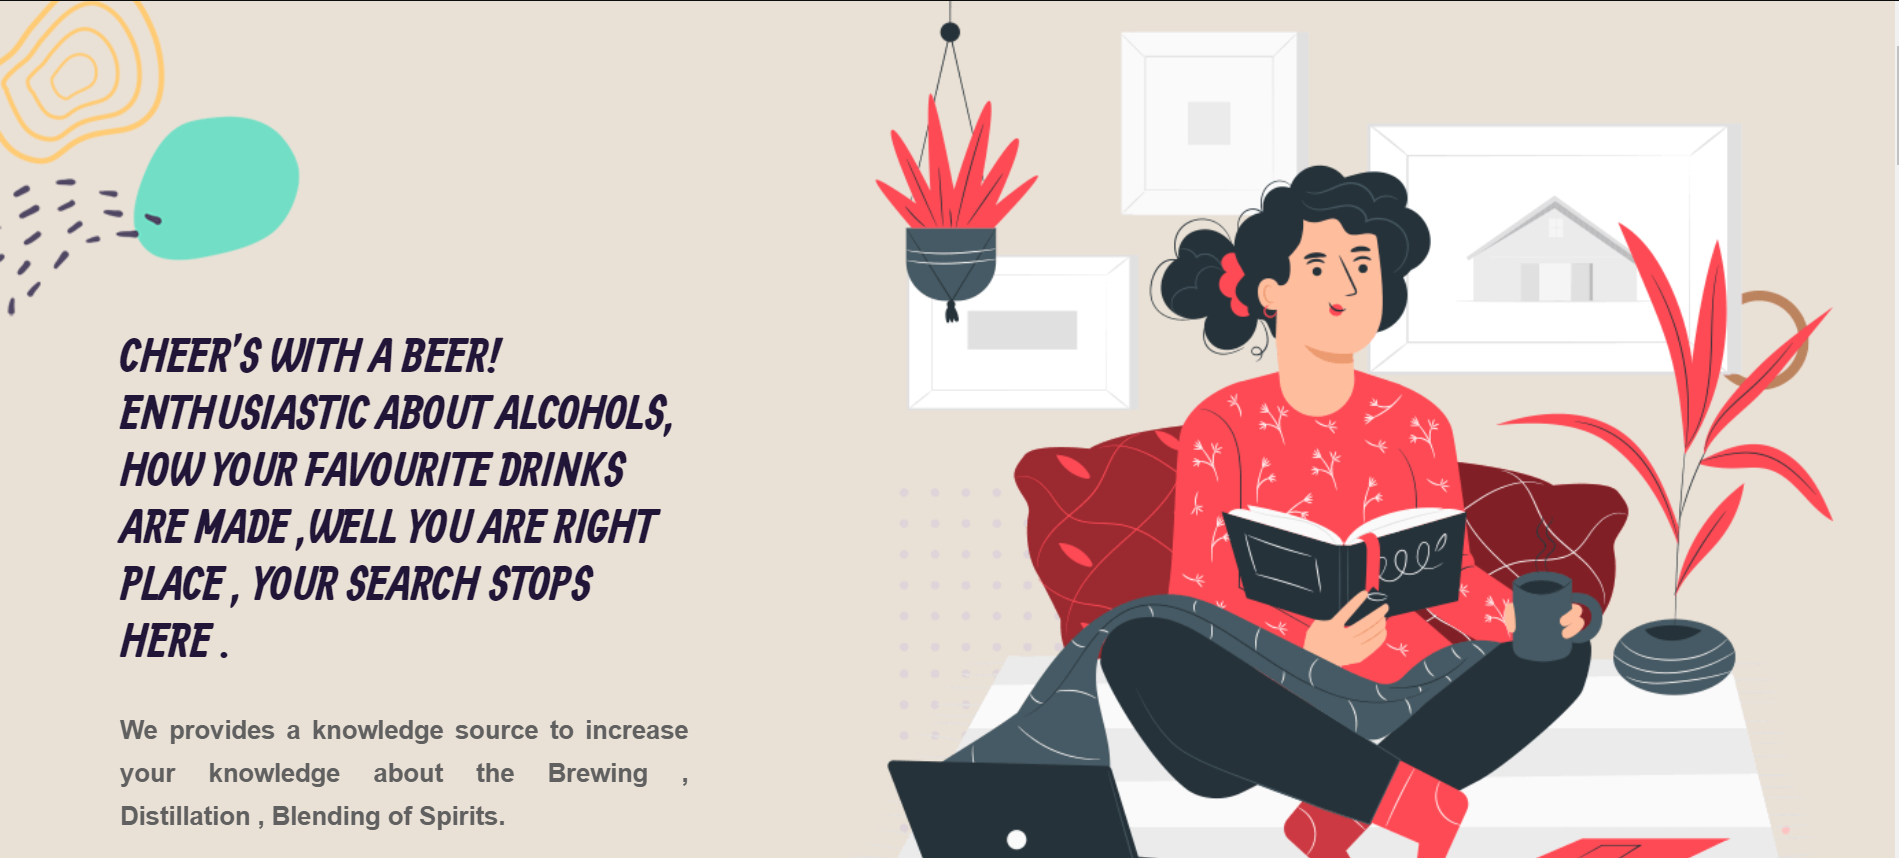 CHEER'S WITH A BEER!
ENTHUSIASTIC ABOUT ALCOHOLS,
HOW YOUR FAVOURITE DRINKS
ARE MADE ,WELL YOU ARE RIGHT
PLACE , YOUR SEARCH STOPS
HERE .
We provides a knowledge source to increase
your knowledge about the Brewing ,
Distillation , Blending of Spirits.